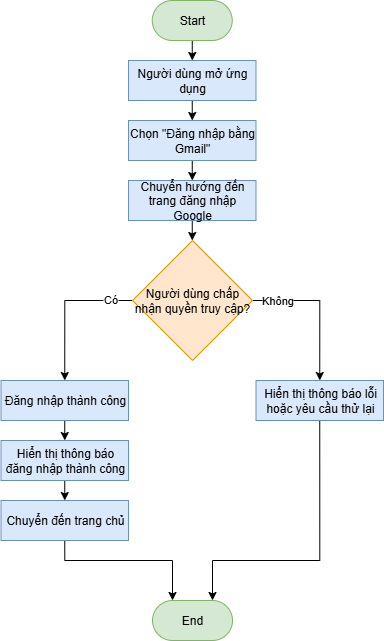 Start
Người dùng mở ứng
dụng
Chọn "Đăng nhập bằng
Gmail"
Chuyển hướng đến
trang đăng nhập
Google
Người dùng chấp
nhận quyền truy cập?
Có
Không
Đăng nhập thành công
Hiển thị thông báo lỗi
hoặc yêu cầu thử lại
Hiển thị thông báo
đăng nhập thành công
Chuyển đến trang chủ
End